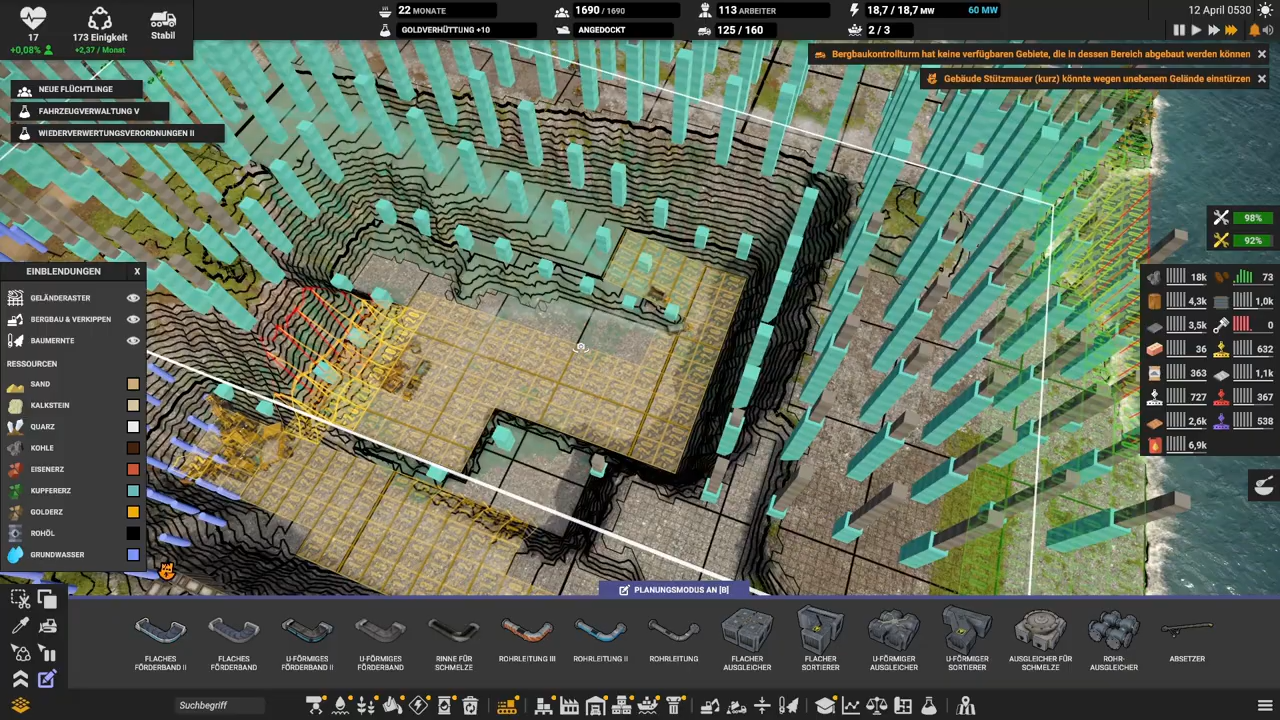 17
+0,08%
173 Einigkeit
+2,37 / Monat
Stabil
22 MONATE
GOLDVERHÜTTUNG +10
1690 / 1690
ANGEDOCKT
113 ARBEITER
125 / 160
18,7 / 18,7 MW
60 MW
2 / 3
12 April 0530
Bergbaukontrollturm hat keine verfügbaren Gebiete, die in dessen Bereich abgebaut werden können X
Gebäude Stützmauer (kurz) könnte wegen unebenem Gelände einstürzen X
NEUE FLÜCHTLINGE
FAHRZEUGVERWALTUNG V
WIEDERVERWERTUNGSVERORDNUNGEN II
98%
92%
EINBLENDUNGEN X
GELÄNDERASTER
BERGBAU & VERKIPPEN
BAUMERNTE
RESSOURCEN
SAND
KALKSTEIN
QUARZ
KOHLE
EISENERZ
KUPFERERZ
GOLDERZ
ROHÖL
GRUNDWASSER
18k 73
4,3k 1,0k
3,5k 0
36 632
363 1,1k
727 367
2,6k 538
6,9k
PLANUNGSMODUS AN [B]
FLACHES FÖRDERBAND II
FLACHES FÖRDERBAND
U-FÖRMIGES FÖRDERBAND II
U-FÖRMIGES FÖRDERBAND
RINNE FÜR SCHMELZE
ROHRLEITUNG III
ROHRLEITUNG II
ROHRLEITUNG
FLACHER AUSGLEICHER
FLACHER SORTIERER
U-FÖRMIGER AUSGLEICHER
U-FÖRMIGER SORTIERER
AUSGLEICHER FÜR SCHMELZE
ROHR-AUSGLEICHER
ABSETZER
Suchbegriff